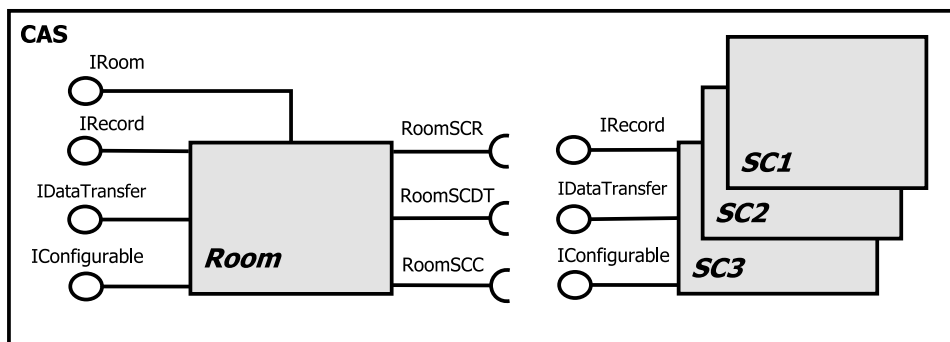 CAS
IRoom
IRecord
IDataTransfer
IConfigurable
Room
RoomSCR
RoomSCDT
RoomSCC
IRecord
IDataTransfer
IConfigurable
SC1
SC2
SC3